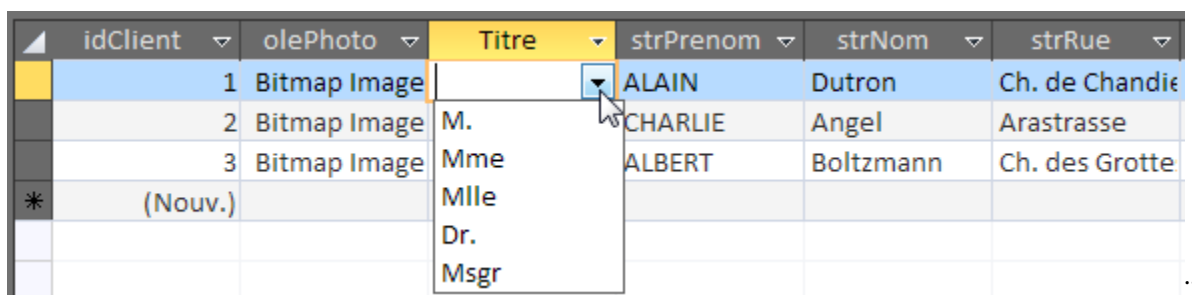 idClient olePhoto Titre strPrenom strNom strRue
1 Bitmap Image ALAIN Dutron Ch. de Chandie
2 Bitmap Image M. CHARLIE Angel Arastrasse
3 Bitmap Image Mme ALBERT Boltzmann Ch. des Grotte
* (Nouv.) Mlle
Dr.
Msgr .